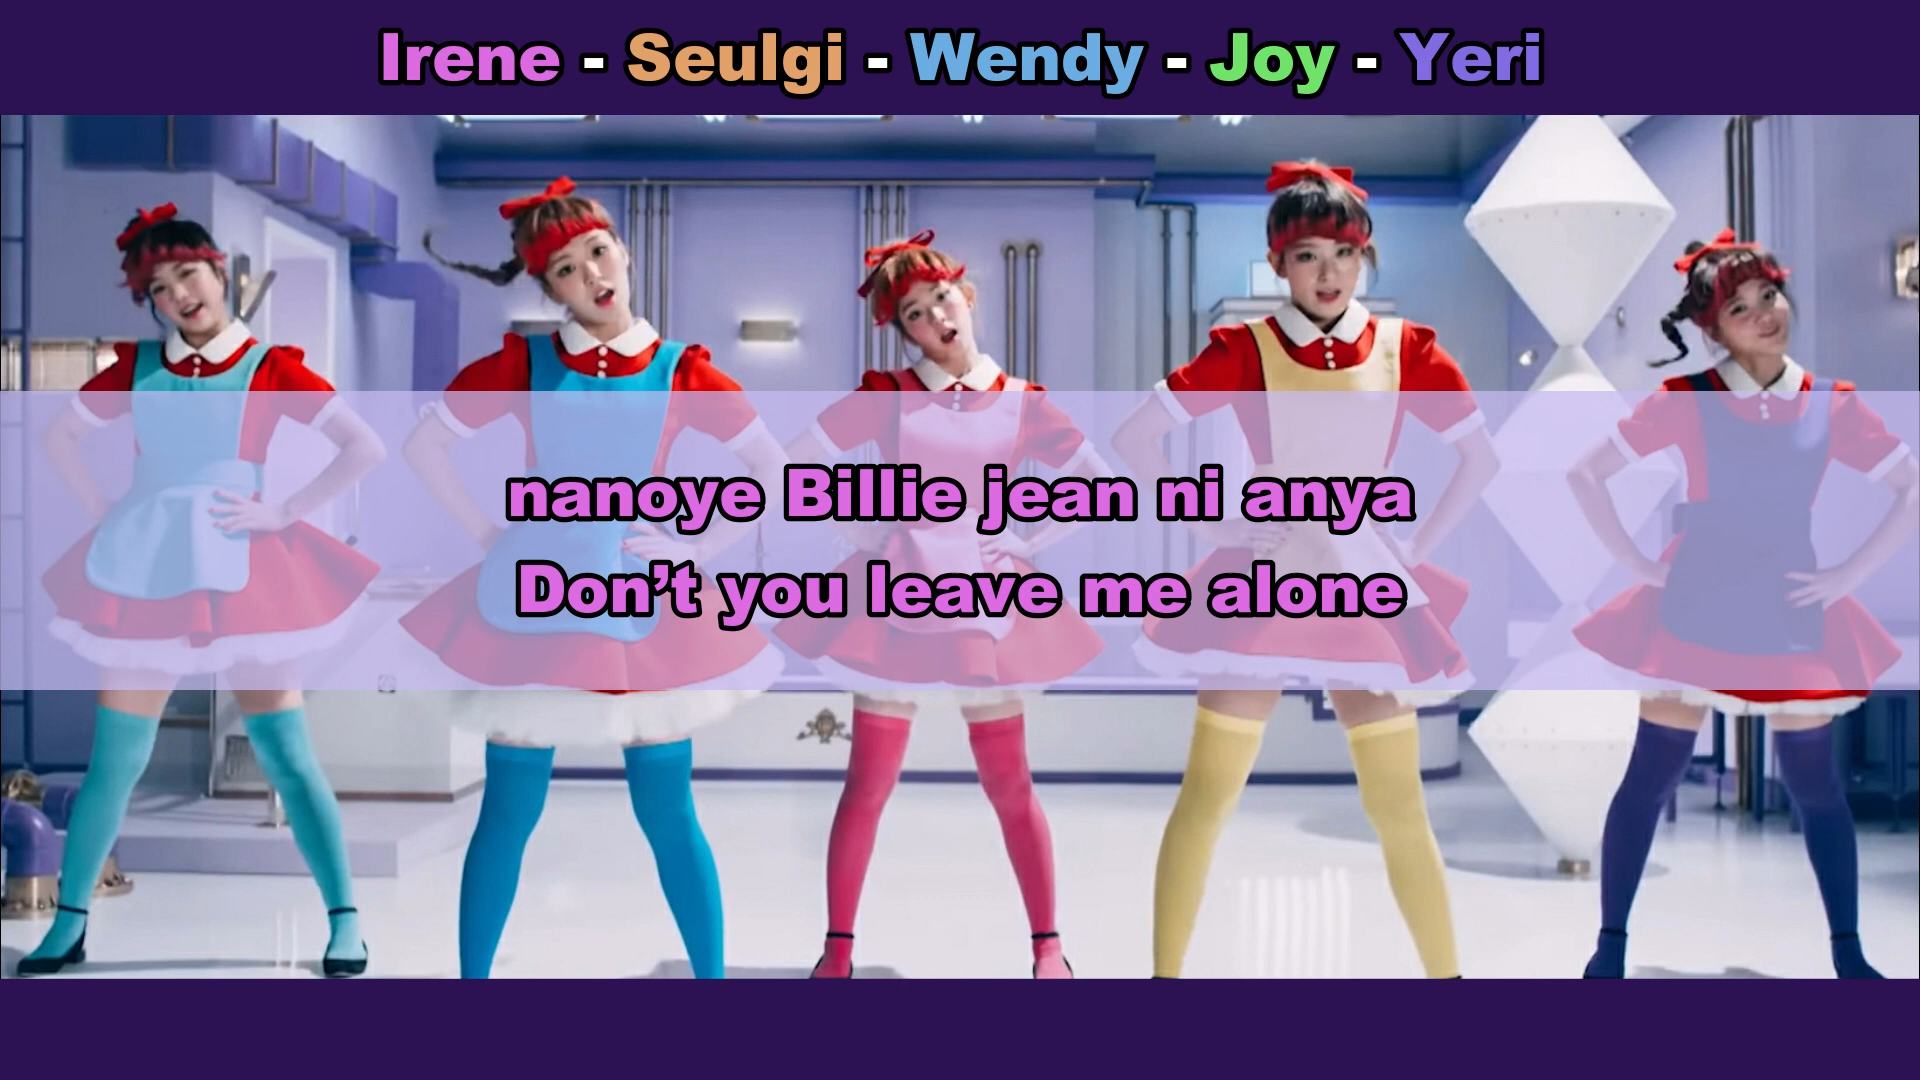 Irene - Seulgi - Wendy - Joy - Yeri
nanoye Billie jean ni anya
Don’t you leave me alone